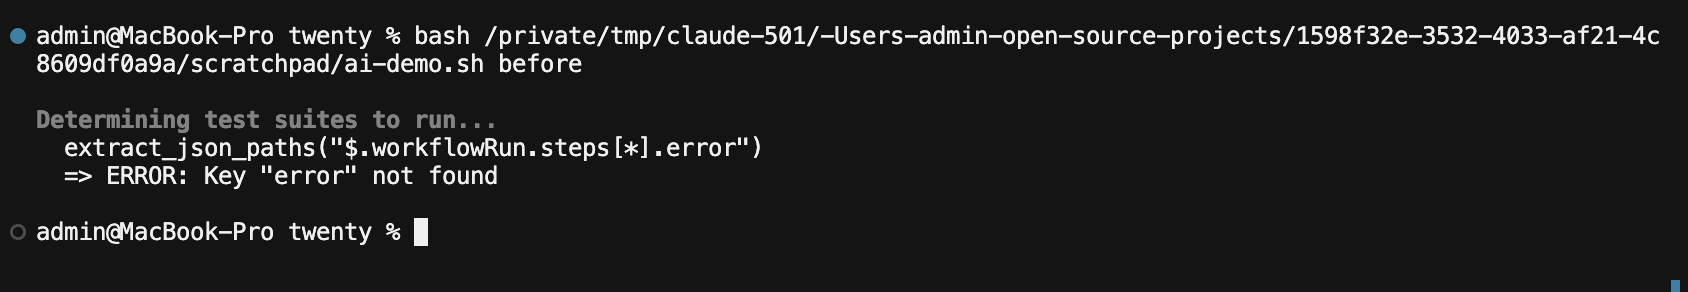 admin@MacBook-Pro twenty % bash /private/tmp/claude-501/-Users-admin-open-source-projects/1598f32e-3532-4033-af21-4c
8609df0a9a/scratchpad/ai-demo.sh before
Determining test suites to run...
extract_json_paths("$.workflowRun.steps[*].error")
=> ERROR: Key "error" not found
admin@MacBook-Pro twenty %